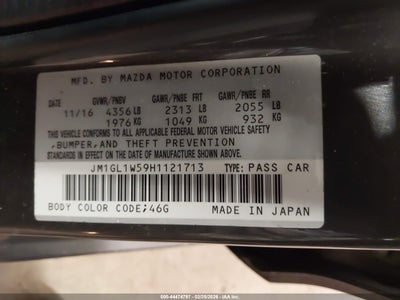 MFD. BY MAZDA MOTOR CORPORATION
DATE GVWR/PNBV GAWR/PNBE FRT GAWR/PNBE RR
11/16 4356 LB 2313 LB 2055 LB
1976 KG 1049 KG 932 KG
THIS VEHICLE CONFORMS TO ALL APPLICABLE FEDERAL MOTOR VEHICLE SAFETY
,BUMPER,AND THEFT PREVENTION
STANDARDS IN EFFECT ON THE DATE OF MANUFACTURE SHOWN ABOVE.
JM1GL1W59H1121713 TYPE: PASS CAR
BODY COLOR CODE;46G MADE IN JAPAN